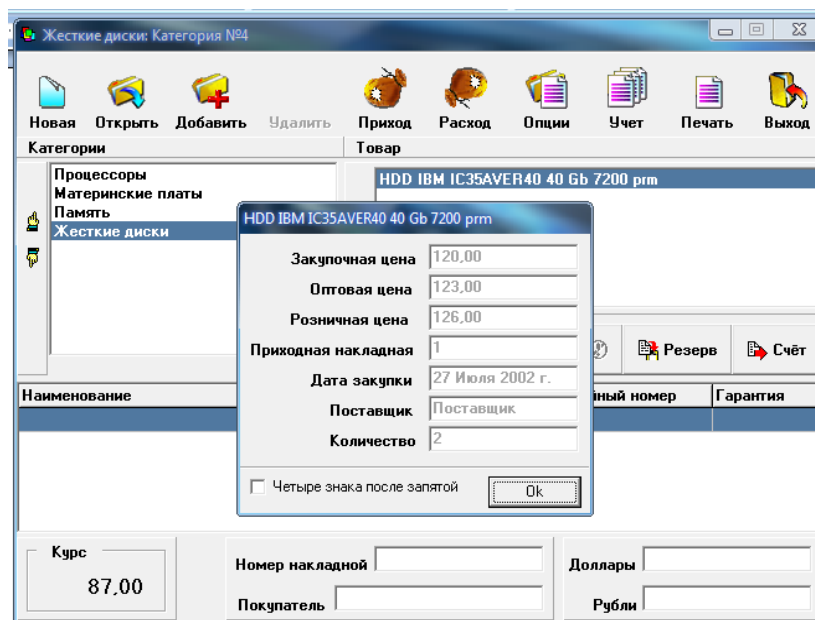 Жесткие диски: Категория №4
Новая Открыть Добавить Удалить Приход Расход Опции Учет Печать Выход
Категории Товар
Процессоры
Материнские платы
Память
Жесткие диски
HDD IBM IC35AVER40 40 Gb 7200 prm
HDD IBM IC35AVER40 40 Gb 7200 prm
Закупочная цена 120,00
Оптовая цена 123,00
Розничная цена 126,00
Приходная накладная 1
Дата закупки 27 Июля 2002 г.
Поставщик Поставщик
Количество 2
Четыре знака после запятой Ok
Резерв Счёт
Наименование номер Гарантия
Курс
87,00
Номер накладной
Покупатель
Доллары
Рубли